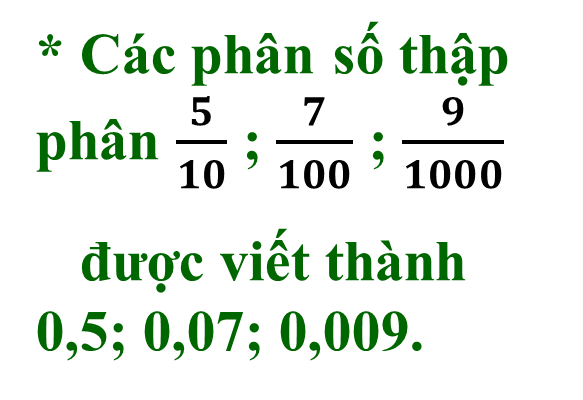 * Các phân số thập
phân 5/10 ; 7/100 ; 9/1000
được viết thành
0,5; 0,07; 0,009.